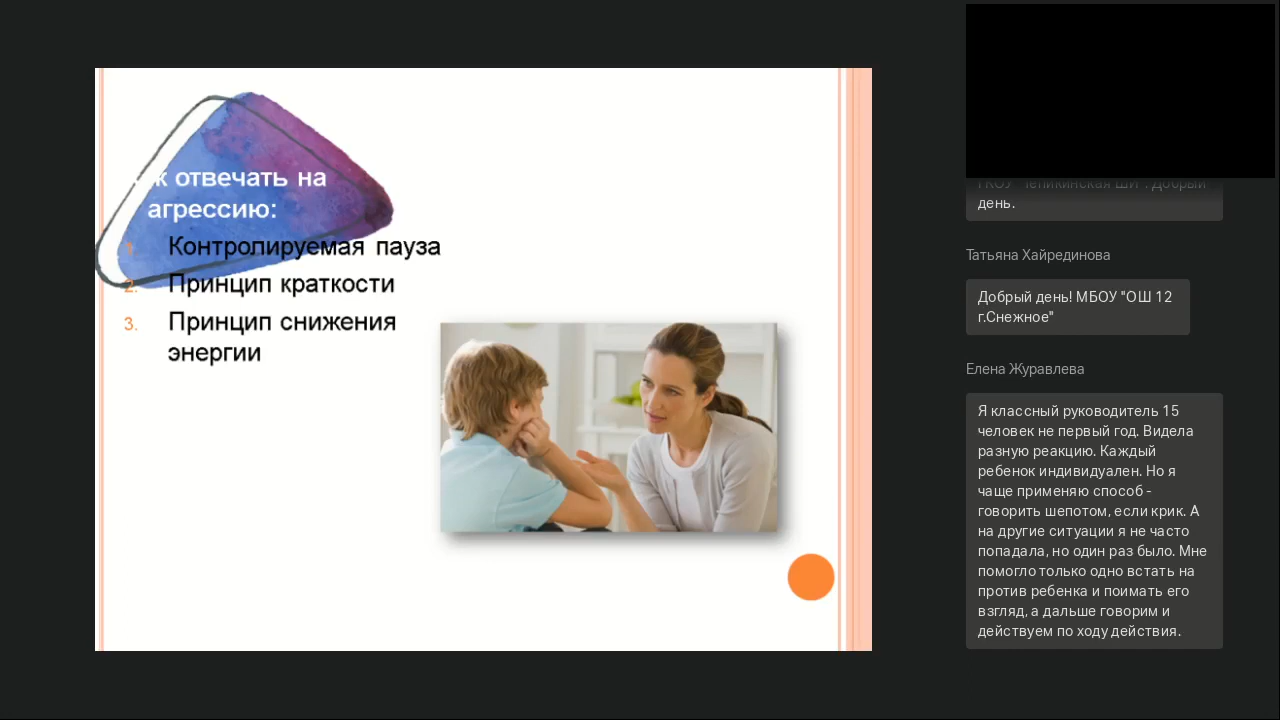 к отвечать на
агрессию:
1. Контролируемая пауза
2. Принцип краткости
3. Принцип снижения
энергии
ШИ". Добрый
день.
Татьяна Хайрединова
Добрый день! МБОУ "ОШ 12
г.Снежное"
Елена Журавлева
Я классный руководитель 15
человек не первый год. Видела
разную реакцию. Каждый
ребенок индивидуален. Но я
чаще применяю способ -
говорить шепотом, если крик. А
на другие ситуации я не часто
попадала, но один раз было. Мне
помогло только одно встать на
против ребенка и поимать его
взгляд, а дальше говорим и
действуем по ходу действия.